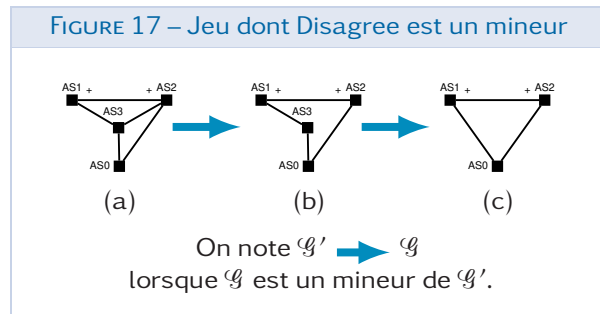 FIGURE 17 – Jeu dont Disagree est un mineur
AS1 + + AS2 AS1 + + AS2 AS1 + + AS2
AS3 AS3
AS0 AS0 AS0
(a) (b) (c)
On note 𝒢′ ➡ 𝒢
lorsque 𝒢 est un mineur de 𝒢′.